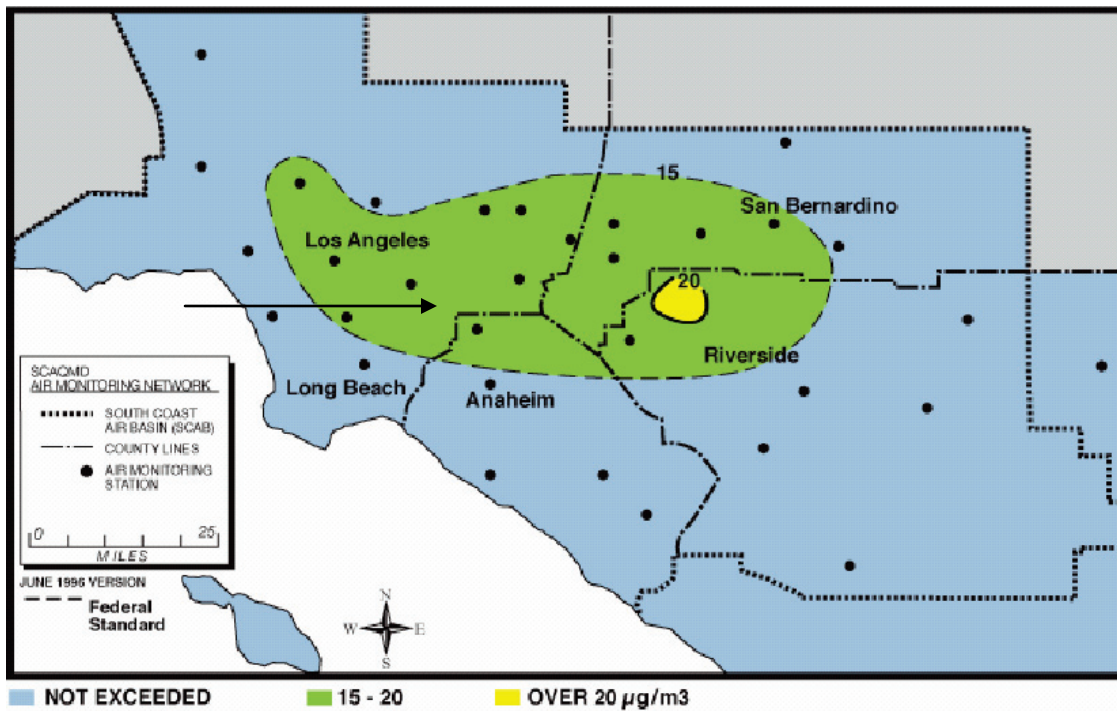 15
San Bernardino
Los Angeles
20
Riverside
Long Beach
Anaheim
SCAQMD
AIR MONITORING NETWORK
SOUTH COAST
AIR BASIN (SCAB)
COUNTY LINES
AIR MONITORING
STATION
0 25
MILES
JUNE 1996 VERSION
Federal
Standard
N
W E
S
NOT EXCEEDED 15 - 20 OVER 20 µg/m3